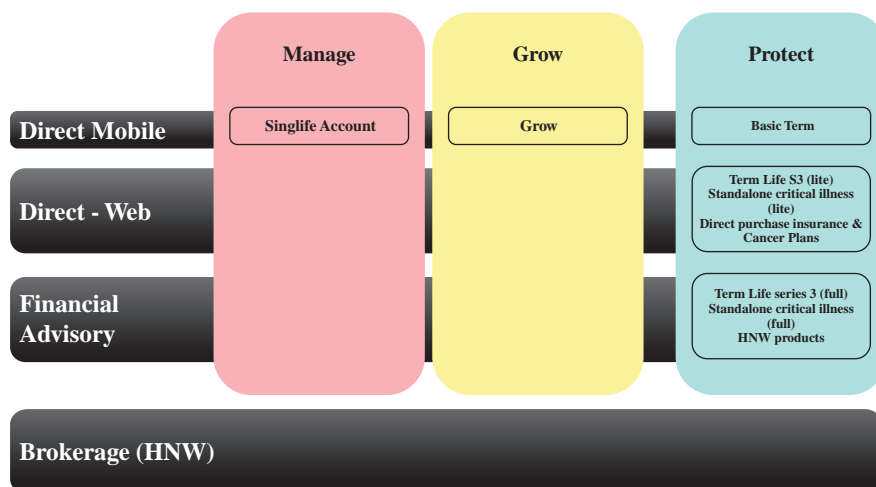 Manage
Grow
Protect
Direct Mobile
Singlife Account
Grow
Basic Term
Direct - Web
Term Life S3 (lite)
Standalone critical illness
(lite)
Direct purchase insurance &
Cancer Plans
Financial
Advisory
Term Life series 3 (full)
Standalone critical illness
(full)
HNW products
Brokerage (HNW)